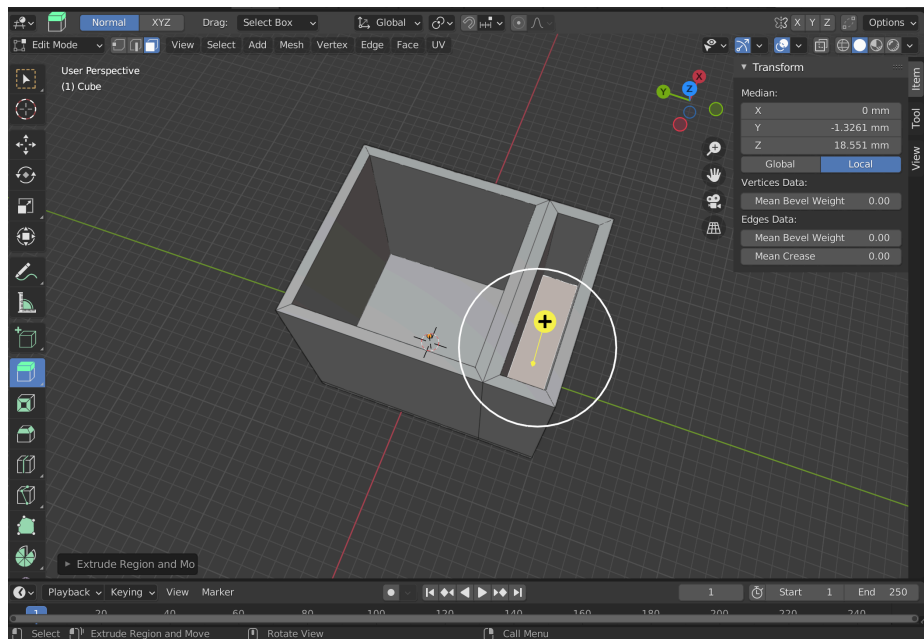 Normal XYZ Drag: Select Box Global X Y Z Options
Edit Mode View Select Add Mesh Vertex Edge Face UV
User Perspective
(1) Cube
X
Y
Z
Transform
Median:
X 0 mm
Y -1.3261 mm
Z 18.551 mm
Global Local
Vertices Data:
Mean Bevel Weight 0.00
Edges Data:
Mean Bevel Weight 0.00
Mean Crease 0.00
Item
Tool
View
Extrude Region and Mo
Playback Keying View Marker 1 Start 1 End 250
1 20 40 60 80 100 120 140 160 180 200 220 240
Select Extrude Region and Move Rotate View Call Menu